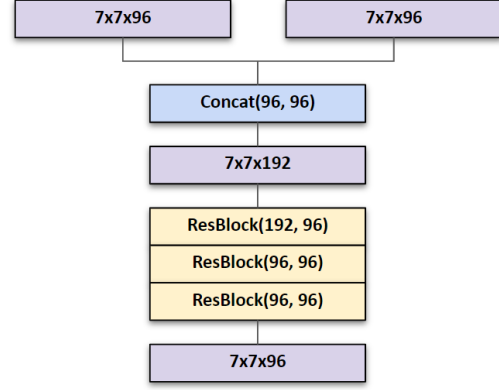 7x7x96
7x7x96
Concat(96, 96)
7x7x192
ResBlock(192, 96)
ResBlock(96, 96)
ResBlock(96, 96)
7x7x96